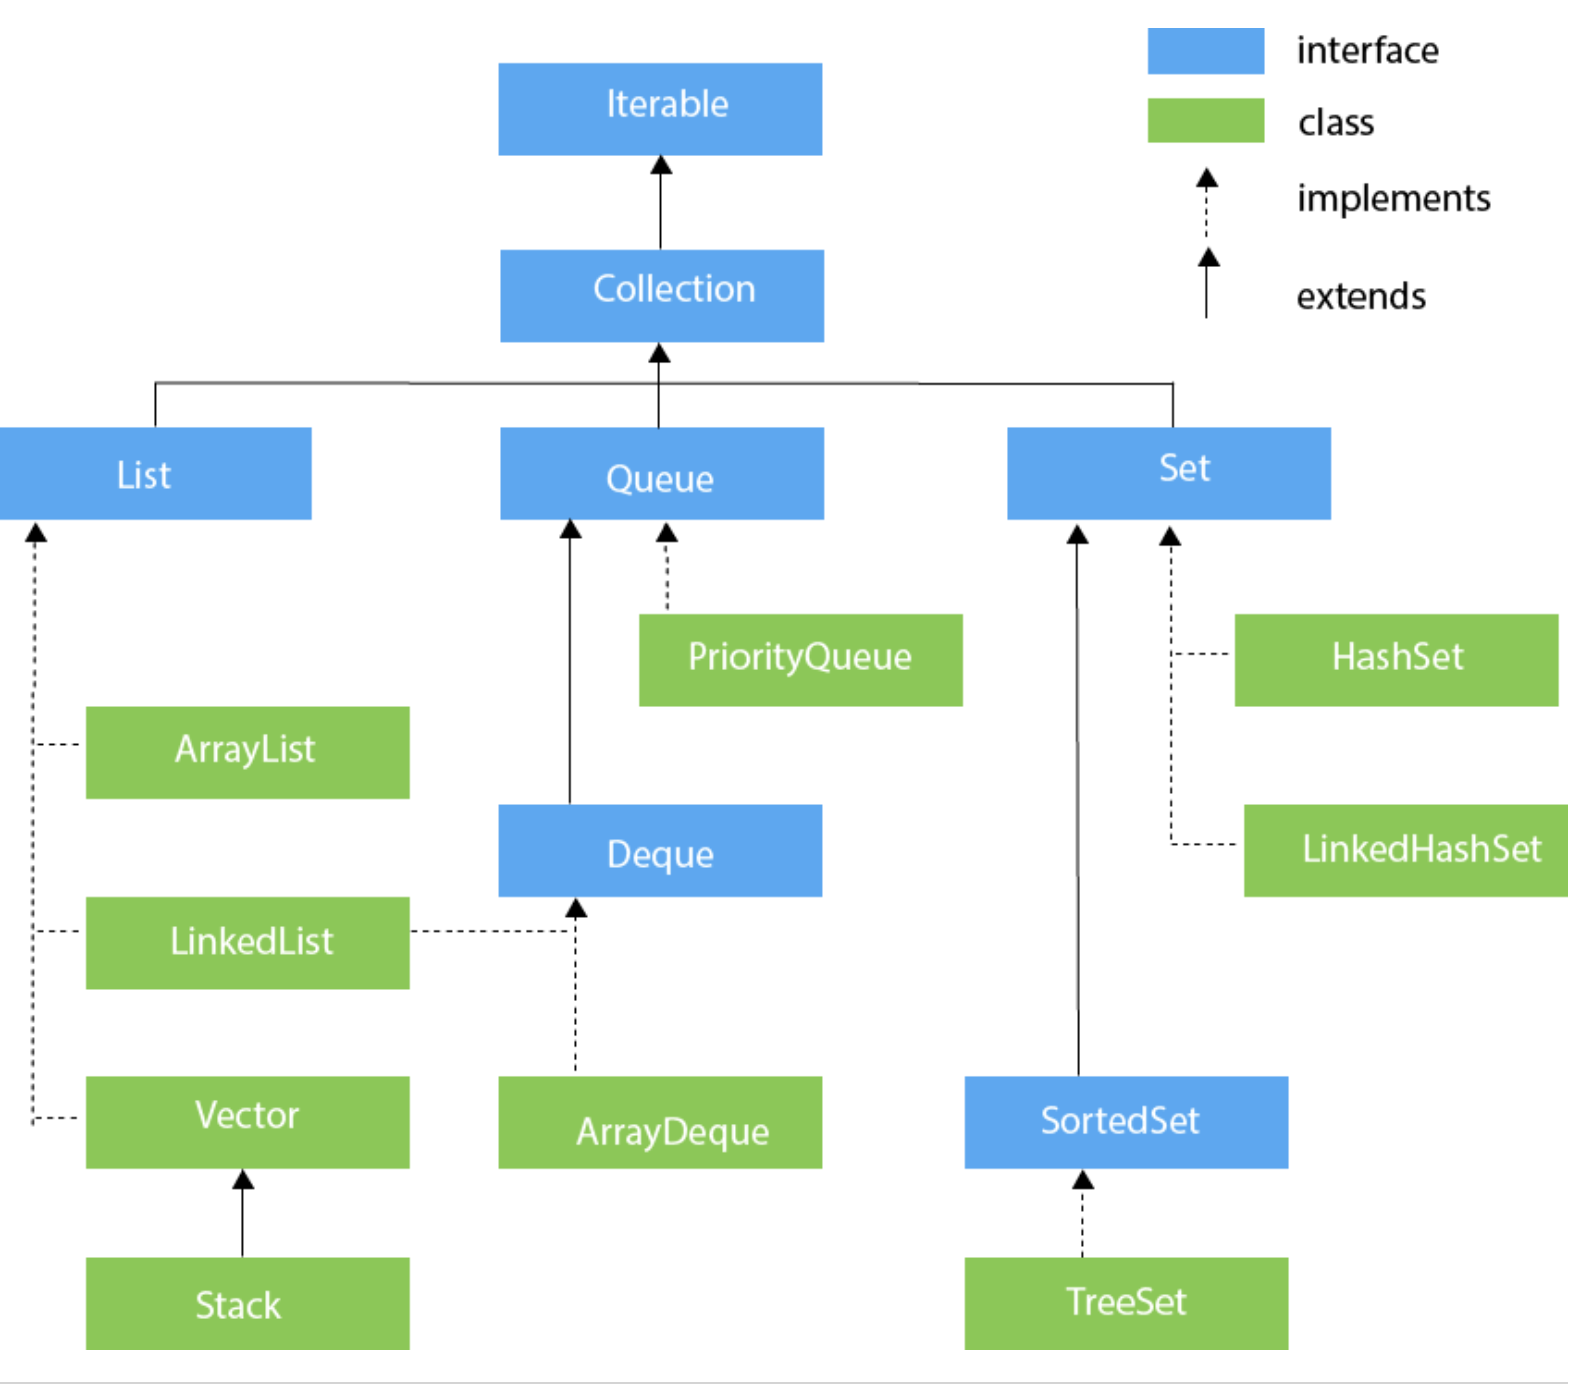 interface
Iterable
class
implements
Collection
extends
List
Queue
Set
PriorityQueue
HashSet
ArrayList
Deque
LinkedHashSet
LinkedList
Vector
ArrayDeque
SortedSet
Stack
TreeSet